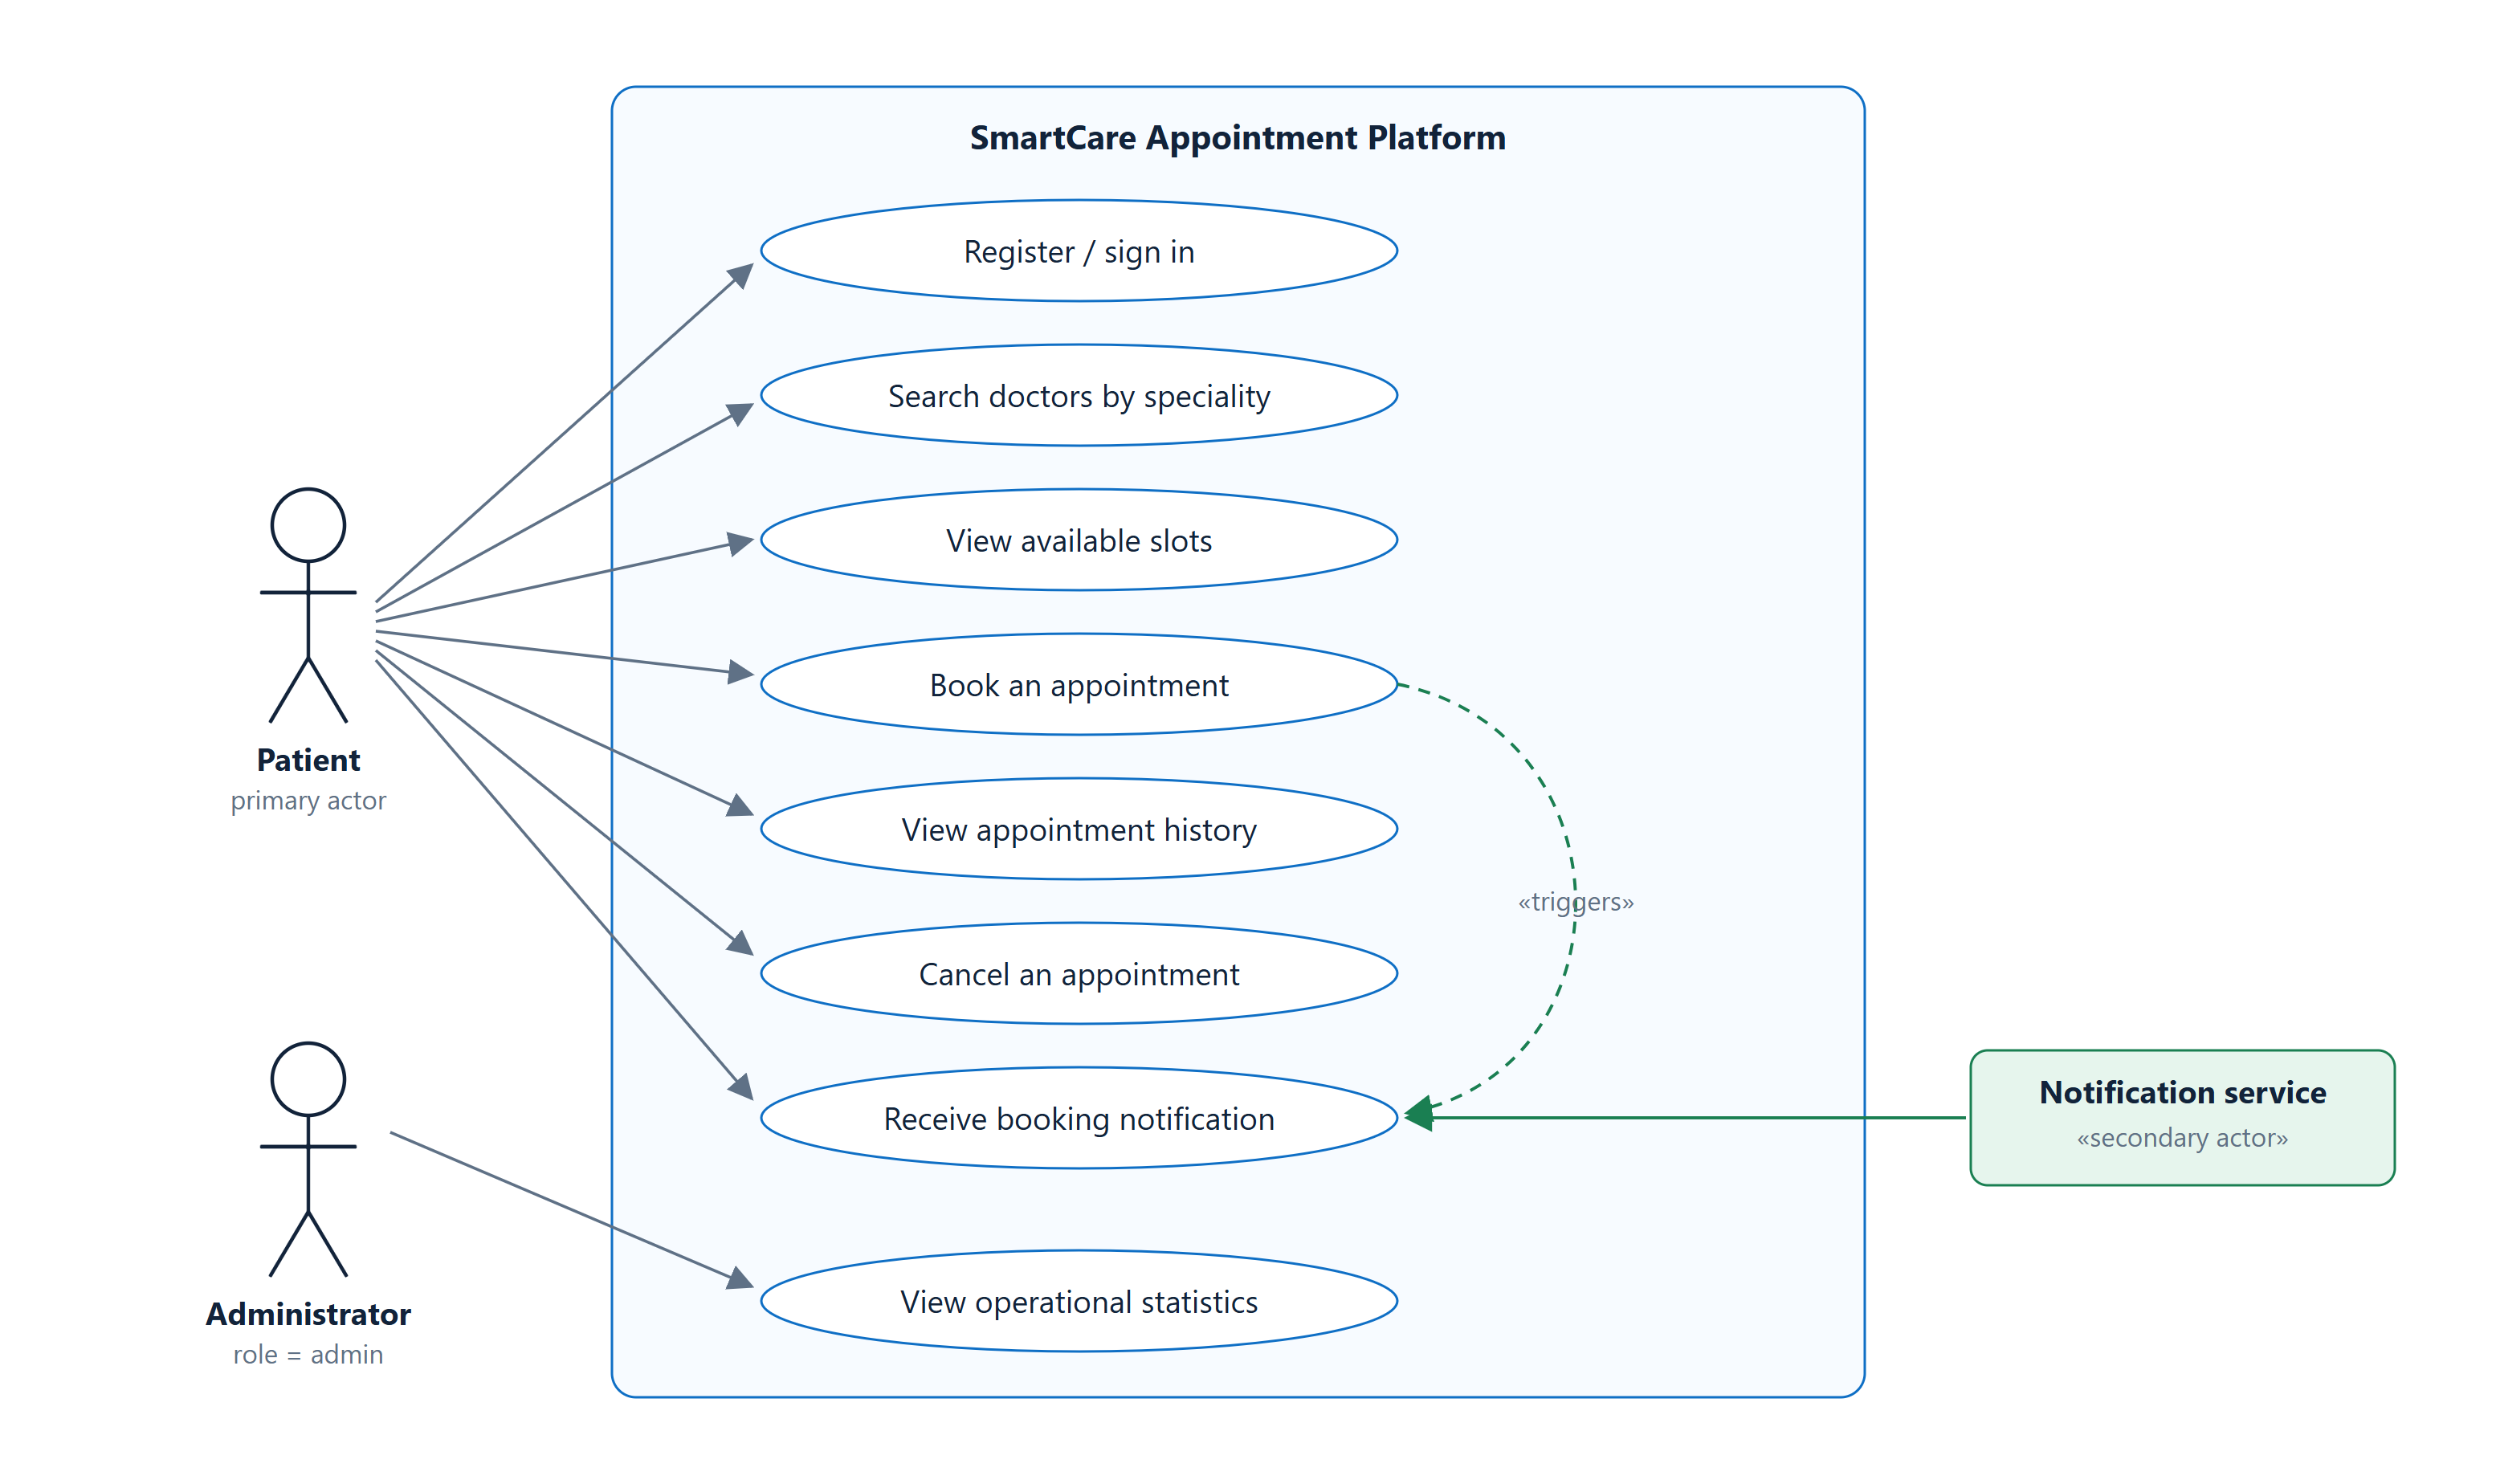 SmartCare Appointment Platform
Register / sign in
Search doctors by speciality
View available slots
Book an appointment
Patient
primary actor
View appointment history
«triggers»
Cancel an appointment
Receive booking notification
Notification service
«secondary actor»
View operational statistics
Administrator
role = admin